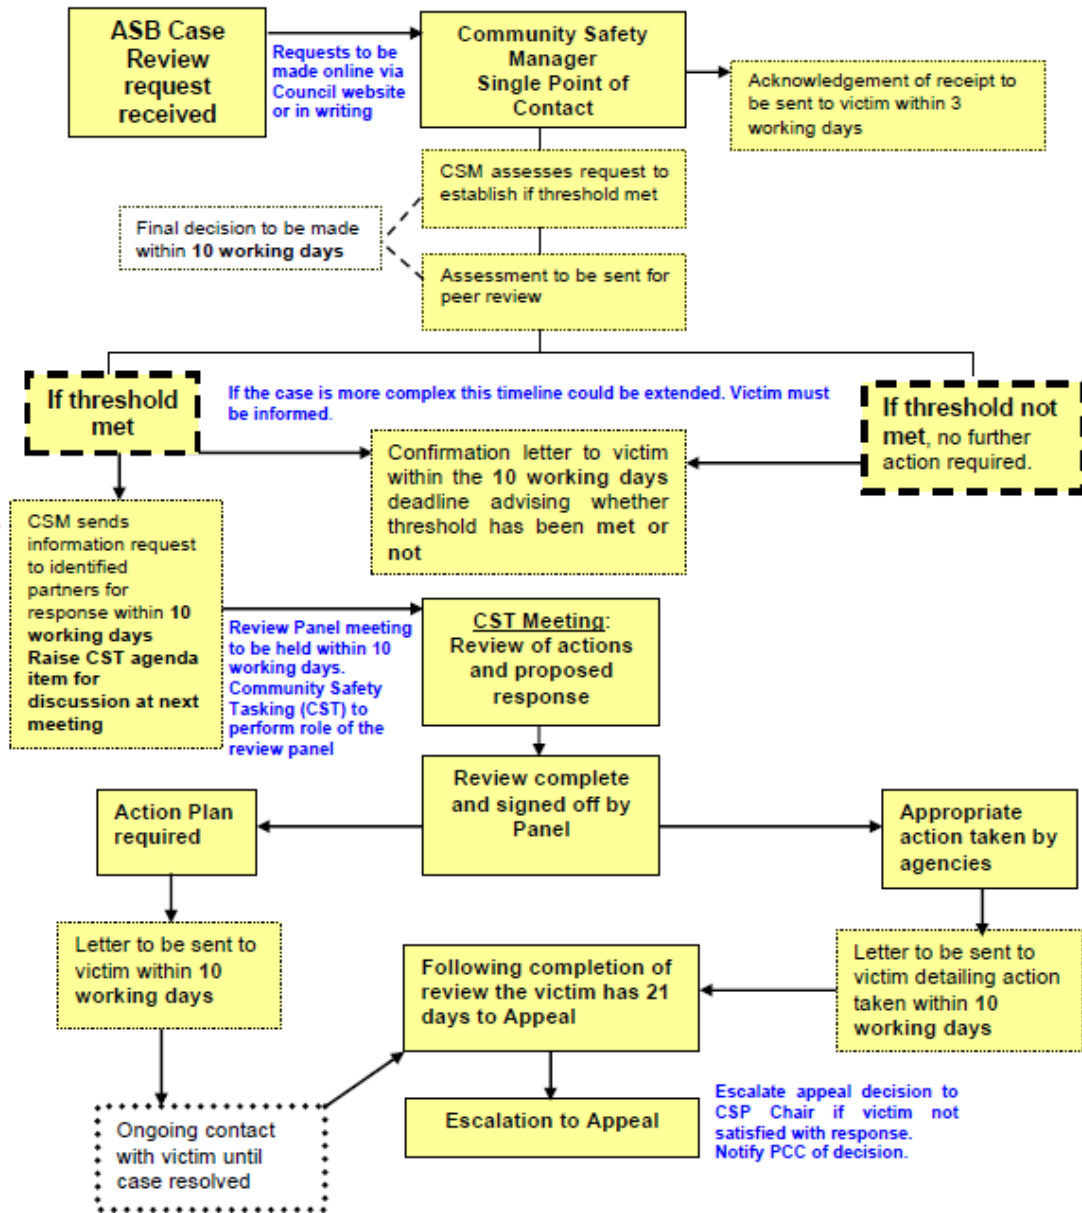 ASB Case
Review
request
received
Requests to be
made online via
Council website
or in writing
Community Safety
Manager
Single Point of
Contact
Acknowledgement of receipt to
be sent to victim within 3
working days
CSM assesses request to
establish if threshold met
Final decision to be made
within 10 working days
Assessment to be sent for
peer review
If threshold
met
If the case is more complex this timeline could be extended. Victim must
be informed.
If threshold not
met, no further
action required.
Confirmation letter to victim
within the 10 working days
deadline advising whether
threshold has been met or
not
CSM sends
information request
to identified
partners for
response within 10
working days
Raise CST agenda
item for
discussion at next
meeting
Review Panel meeting
to be held within 10
working days.
Community Safety
Tasking (CST) to
perform role of the
review panel
CST Meeting:
Review of actions
and proposed
response
Review complete
and signed off by
Panel
Action Plan
required
Appropriate
action taken by
agencies
Letter to be sent to
victim within 10
working days
Following completion of
review the victim has 21
days to Appeal
Letter to be sent to
victim detailing action
taken within 10
working days
Ongoing contact
with victim until
case resolved
Escalation to Appeal
Escalate appeal decision to
CSP Chair if victim not
satisfied with response.
Notify PCC of decision.